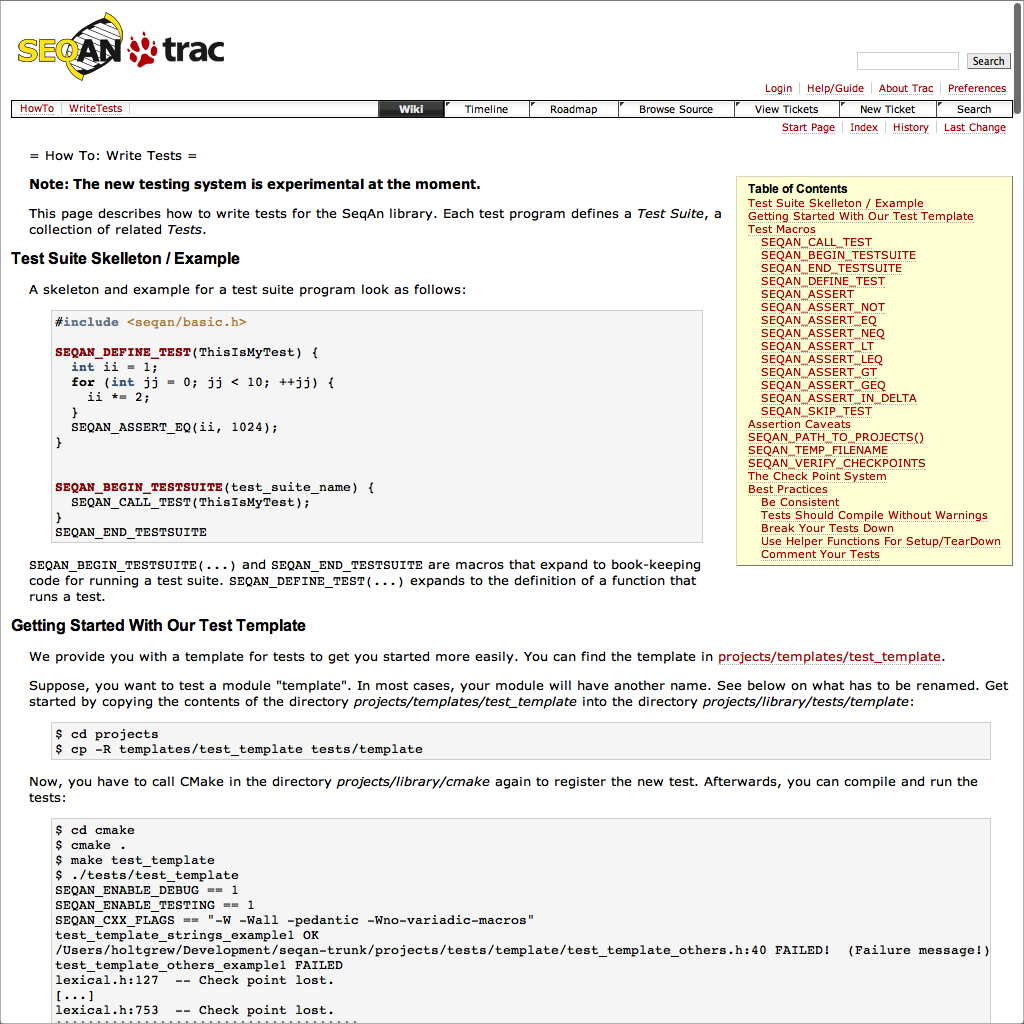 SEQAN trac
Search
Login Help/Guide About Trac Preferences
HowTo WriteTests Wiki Timeline Roadmap Browse Source View Tickets New Ticket Search
Start Page Index History Last Change
= How To: Write Tests =
Note: The new testing system is experimental at the moment.
This page describes how to write tests for the SeqAn library. Each test program defines a Test Suite, a
collection of related Tests.
Table of Contents
Test Suite Skelleton / Example
Getting Started With Our Test Template
Test Macros
SEQAN_CALL_TEST
SEQAN_BEGIN_TESTSUITE
SEQAN_END_TESTSUITE
SEQAN_DEFINE_TEST
SEQAN_ASSERT
SEQAN_ASSERT_NOT
SEQAN_ASSERT_EQ
SEQAN_ASSERT_NEQ
SEQAN_ASSERT_LT
SEQAN_ASSERT_LEQ
SEQAN_ASSERT_GT
SEQAN_ASSERT_GEQ
SEQAN_ASSERT_IN_DELTA
SEQAN_SKIP_TEST
Assertion Caveats
SEQAN_PATH_TO_PROJECTS()
SEQAN_TEMP_FILENAME
SEQAN_VERIFY_CHECKPOINTS
The Check Point System
Best Practices
Be Consistent
Tests Should Compile Without Warnings
Break Your Tests Down
Use Helper Functions For Setup/TearDown
Comment Your Tests
Test Suite Skelleton / Example
A skeleton and example for a test suite program look as follows:
#include <seqan/basic.h>
SEQAN_DEFINE_TEST(ThisIsMyTest) {
int ii = 1;
for (int jj = 0; jj < 10; ++jj) {
ii *= 2;
}
SEQAN_ASSERT_EQ(ii, 1024);
}
SEQAN_BEGIN_TESTSUITE(test_suite_name) {
SEQAN_CALL_TEST(ThisIsMyTest);
}
SEQAN_END_TESTSUITE
SEQAN_BEGIN_TESTSUITE(...) and SEQAN_END_TESTSUITE are macros that expand to book-keeping
code for running a test suite. SEQAN_DEFINE_TEST(...) expands to the definition of a function that
runs a test.
Getting Started With Our Test Template
We provide you with a template for tests to get you started more easily. You can find the template in projects/templates/test_template.
Suppose, you want to test a module "template". In most cases, your module will have another name. See below on what has to be renamed. Get
started by copying the contents of the directory projects/templates/test_template into the directory projects/library/tests/template:
$ cd projects
$ cp -R templates/test_template tests/template
Now, you have to call CMake in the directory projects/library/cmake again to register the new test. Afterwards, you can compile and run the
tests:
$ cd cmake
$ cmake .
$ make test_template
$ ./tests/test_template
SEQAN_ENABLE_DEBUG == 1
SEQAN_ENABLE_TESTING == 1
SEQAN_CXX_FLAGS == "-W -Wall -pedantic -Wno-variadic-macros"
test_template_strings_example1 OK
/Users/holtgrew/Development/seqan-trunk/projects/tests/template/test_template_others.h:40 FAILED! (Failure message!)
test_template_others_example1 FAILED
lexical.h:127 -- Check point lost.
[...]
lexical.h:753 -- Check point lost.